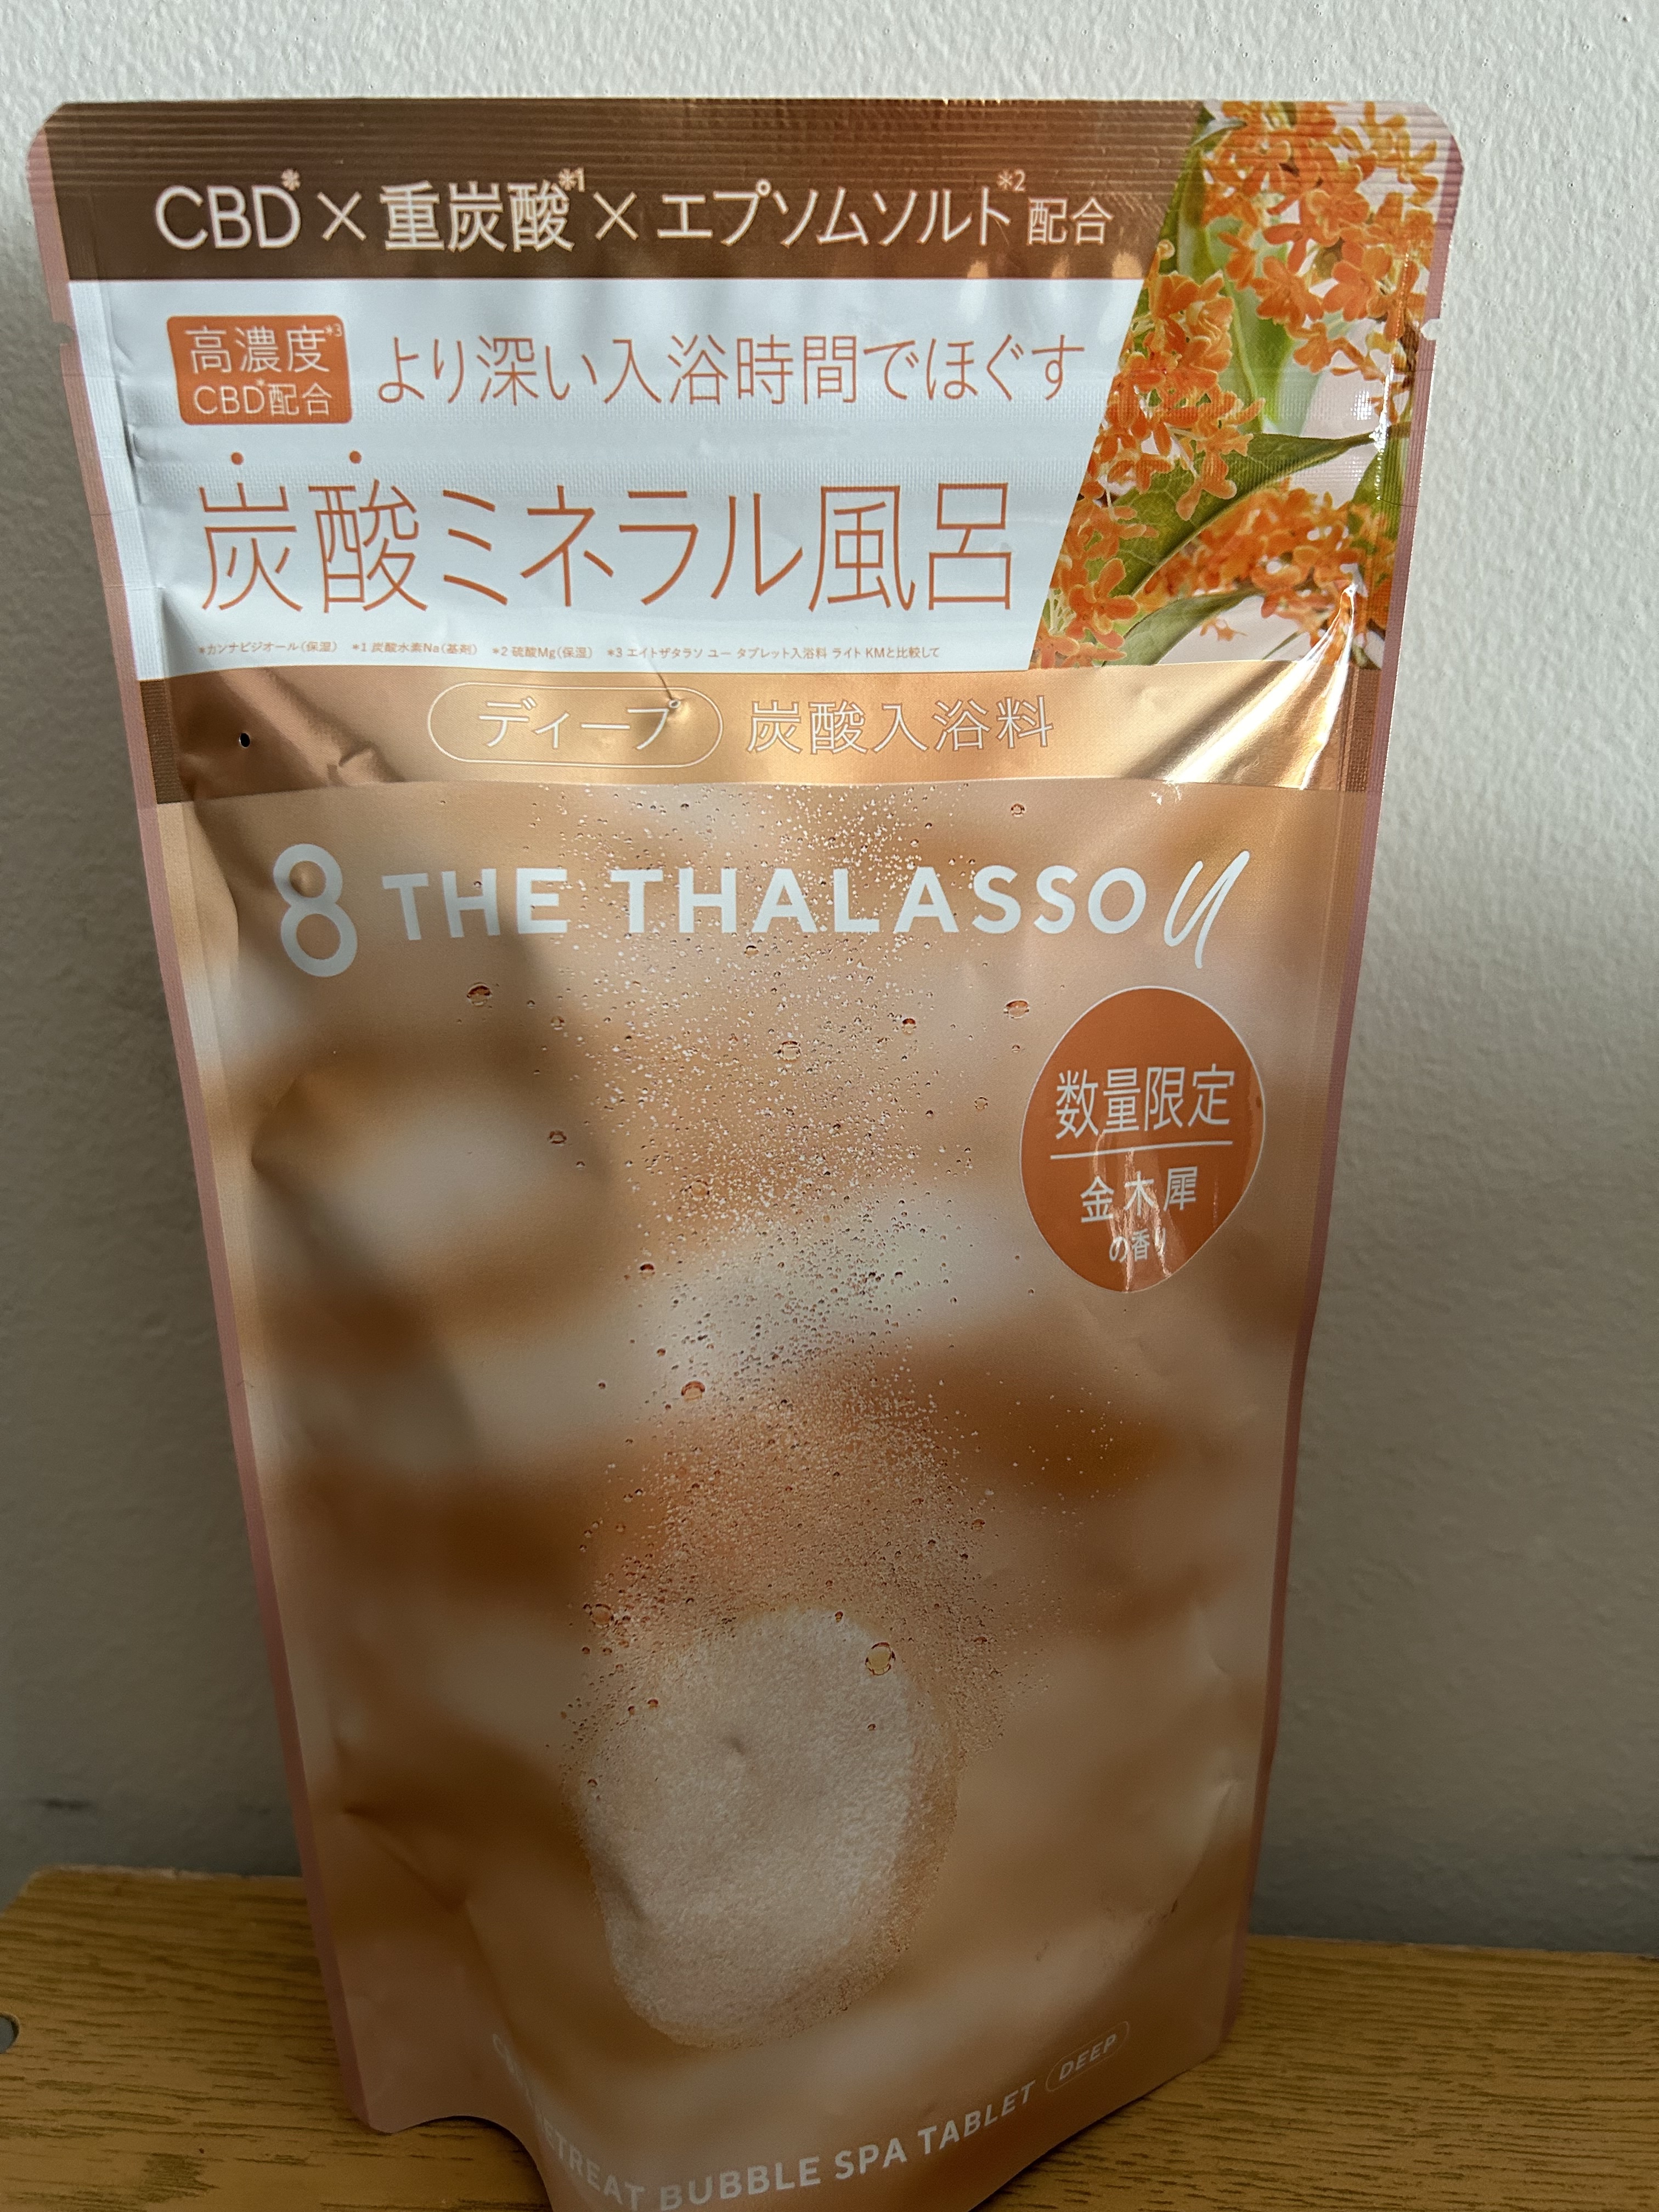 CBD* × 重炭酸*1 × エプソムソルト*2 配合
高濃度*3
CBD*配合
より深い入浴時間でほぐす
炭酸ミネラル風呂
*カンナビジオール(保湿) *1 炭酸水素Na(基剤) *2 硫酸Mg(保湿) *3 エイトザタラソ ユー タブレット入浴料 ライト KMと比較して
ディープ 炭酸入浴料
8 THE THALASSO u
数量限定
金木犀
の香り
BUBBLE SPA TABLET DEEP